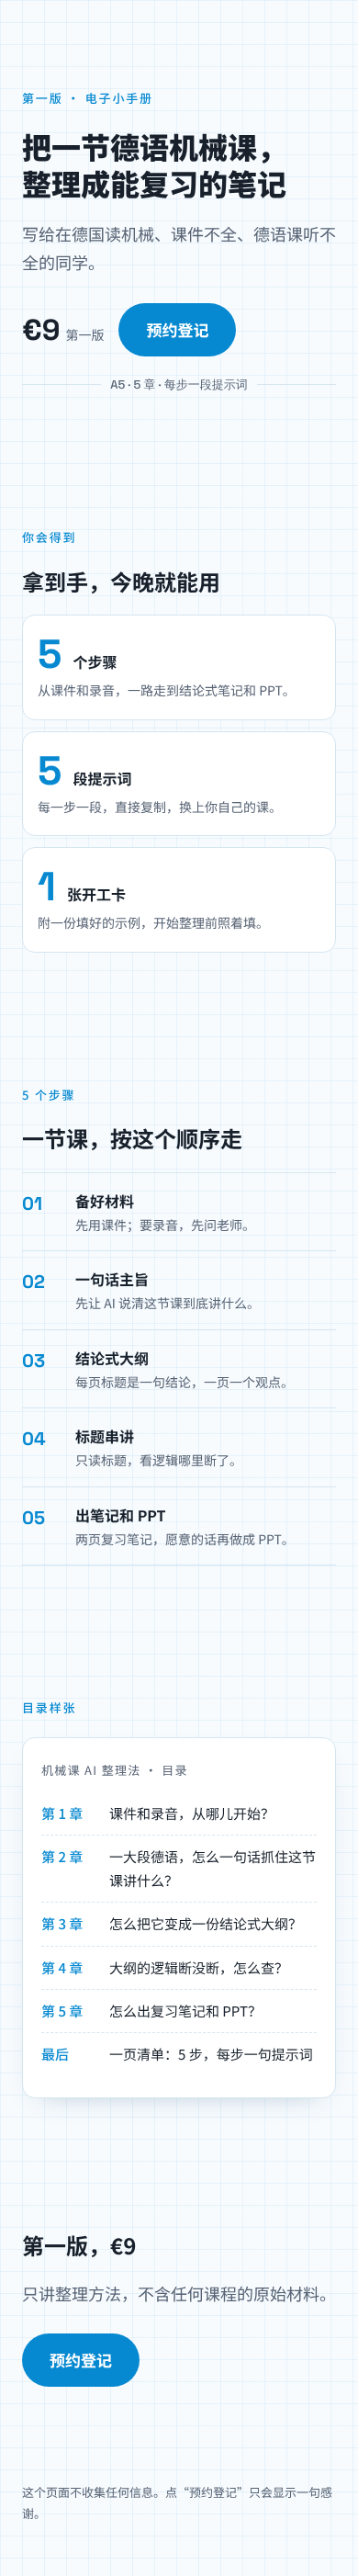 第一版 · 电子小手册
把一节德语机械课，
整理成能复习的笔记
写给在德国读机械、课件不全、德语课听不
全的同学。
€9 第一版 预约登记
A5 · 5 章 · 每步一段提示词
你会得到
拿到手，今晚就能用
5 个步骤
从课件和录音，一路走到结论式笔记和 PPT。
5 段提示词
每一步一段，直接复制，换上你自己的课。
1 张开工卡
附一份填好的示例，开始整理前照着填。
5 个步骤
一节课，按这个顺序走
01 备好材料
先用课件；要录音，先问老师。
02 一句话主旨
先让 AI 说清这节课到底讲什么。
03 结论式大纲
每页标题是一句结论，一页一个观点。
04 标题串讲
只读标题，看逻辑哪里断了。
05 出笔记和 PPT
两页复习笔记，愿意的话再做成 PPT。
目录样张
机械课 AI 整理法 · 目录
第 1 章 课件和录音，从哪儿开始？
第 2 章 一大段德语，怎么一句话抓住这节
课讲什么？
第 3 章 怎么把它变成一份结论式大纲？
第 4 章 大纲的逻辑断没断，怎么查？
第 5 章 怎么出复习笔记和 PPT？
最后 一页清单：5 步，每步一句提示词
第一版，€9
只讲整理方法，不含任何课程的原始材料。
预约登记
这个页面不收集任何信息。点“预约登记”只会显示一句感
谢。